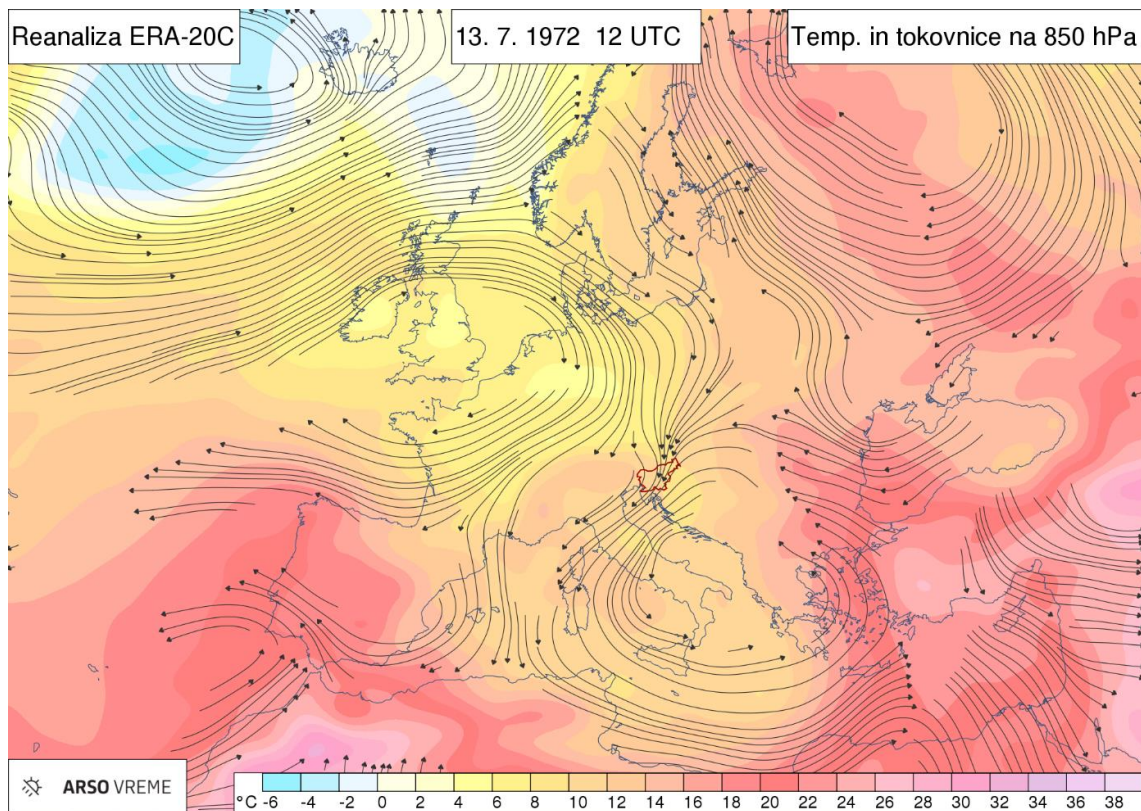 Reanaliza ERA-20C
13. 7. 1972 12 UTC
Temp. in tokovnice na 850 hPa
ARSO VREME
°C -6 -4 -2 0 2 4 6 8 10 12 14 16 18 20 22 24 26 28 30 32 34 36 38